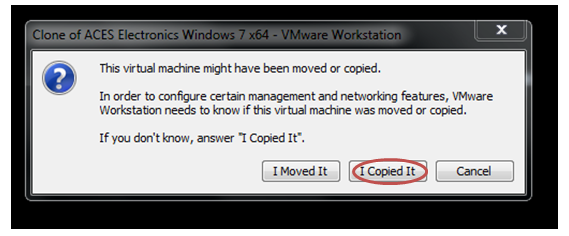 Clone of ACES Electronics Windows 7 x64 - VMware Workstation
This virtual machine might have been moved or copied.
In order to configure certain management and networking features, VMware
Workstation needs to know if this virtual machine was moved or copied.
If you don't know, answer "I Copied It".
I Moved It I Copied It Cancel